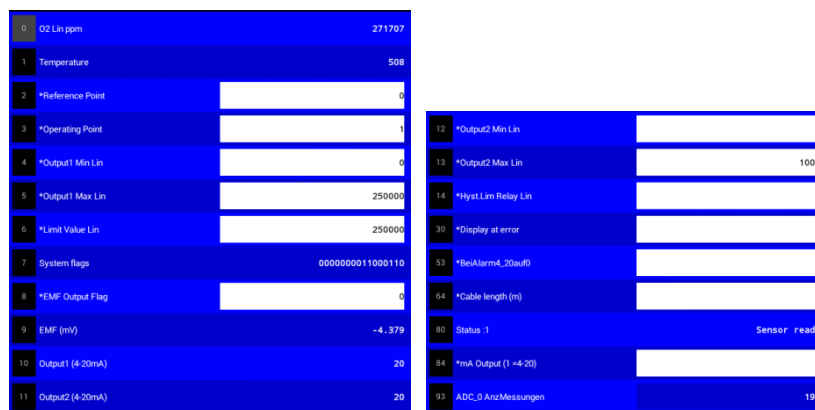 0 O2 Lin ppm 271707
1 Temperature 508
2 *Reference Point 0
3 *Operating Point 1
4 *Output1 Min Lin 0
5 *Output1 Max Lin 250000
6 *Limit Value Lin 250000
7 System flags 0000000011000110
8 *EMF Output Flag 0
9 EMF (mV) -4.379
10 Output1 (4-20mA) 20
11 Output2 (4-20mA) 20
12 *Output2 Min Lin
13 *Output2 Max Lin 100
14 *Hyst.Lim Relay Lin
30 *Display at error
53 *BeiAlarm4_20auf0
64 *Cable length (m)
80 Status :1 Sensor read
84 *mA Output (1 =4-20)
93 ADC_0 AnzMessungen 19